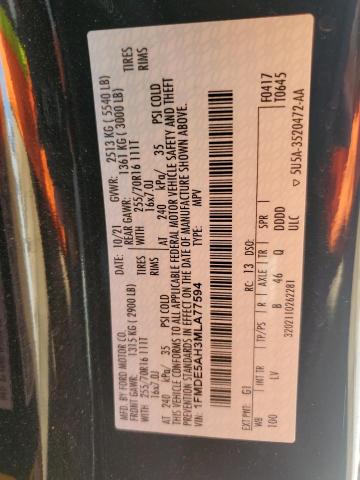 MFD. BY FORD MOTOR CO.
DATE: 10/21 GVWR: 2513 KG ( 5540 LB)
FRONT GAWR: 1315 KG ( 2900 LB) REAR GAWR: 1361 KG ( 3000 LB)
WITH 255/70R16 111T TIRES WITH 255/70R16 111T TIRES
16x7.0J RIMS 16x7.0J RIMS
AT 240 kPa/ 35 PSI COLD AT 240 kPa/ 35 PSI COLD
THIS VEHICLE CONFORMS TO ALL APPLICABLE FEDERAL MOTOR VEHICLE SAFETY AND THEFT
PREVENTION STANDARDS IN EFFECT ON THE DATE OF MANUFACTURE SHOWN ABOVE.
VIN: 1FMDE5AH3MLA77594
TYPE: MPV
F0417
T0645
EXT PNT: G1 RC: 13 DSO:
WB INT TR TP/PS R AXLE TR SPR
100 LV B 46 Q DDDD
3202110262281 ULC
5U5A-3520472-AA